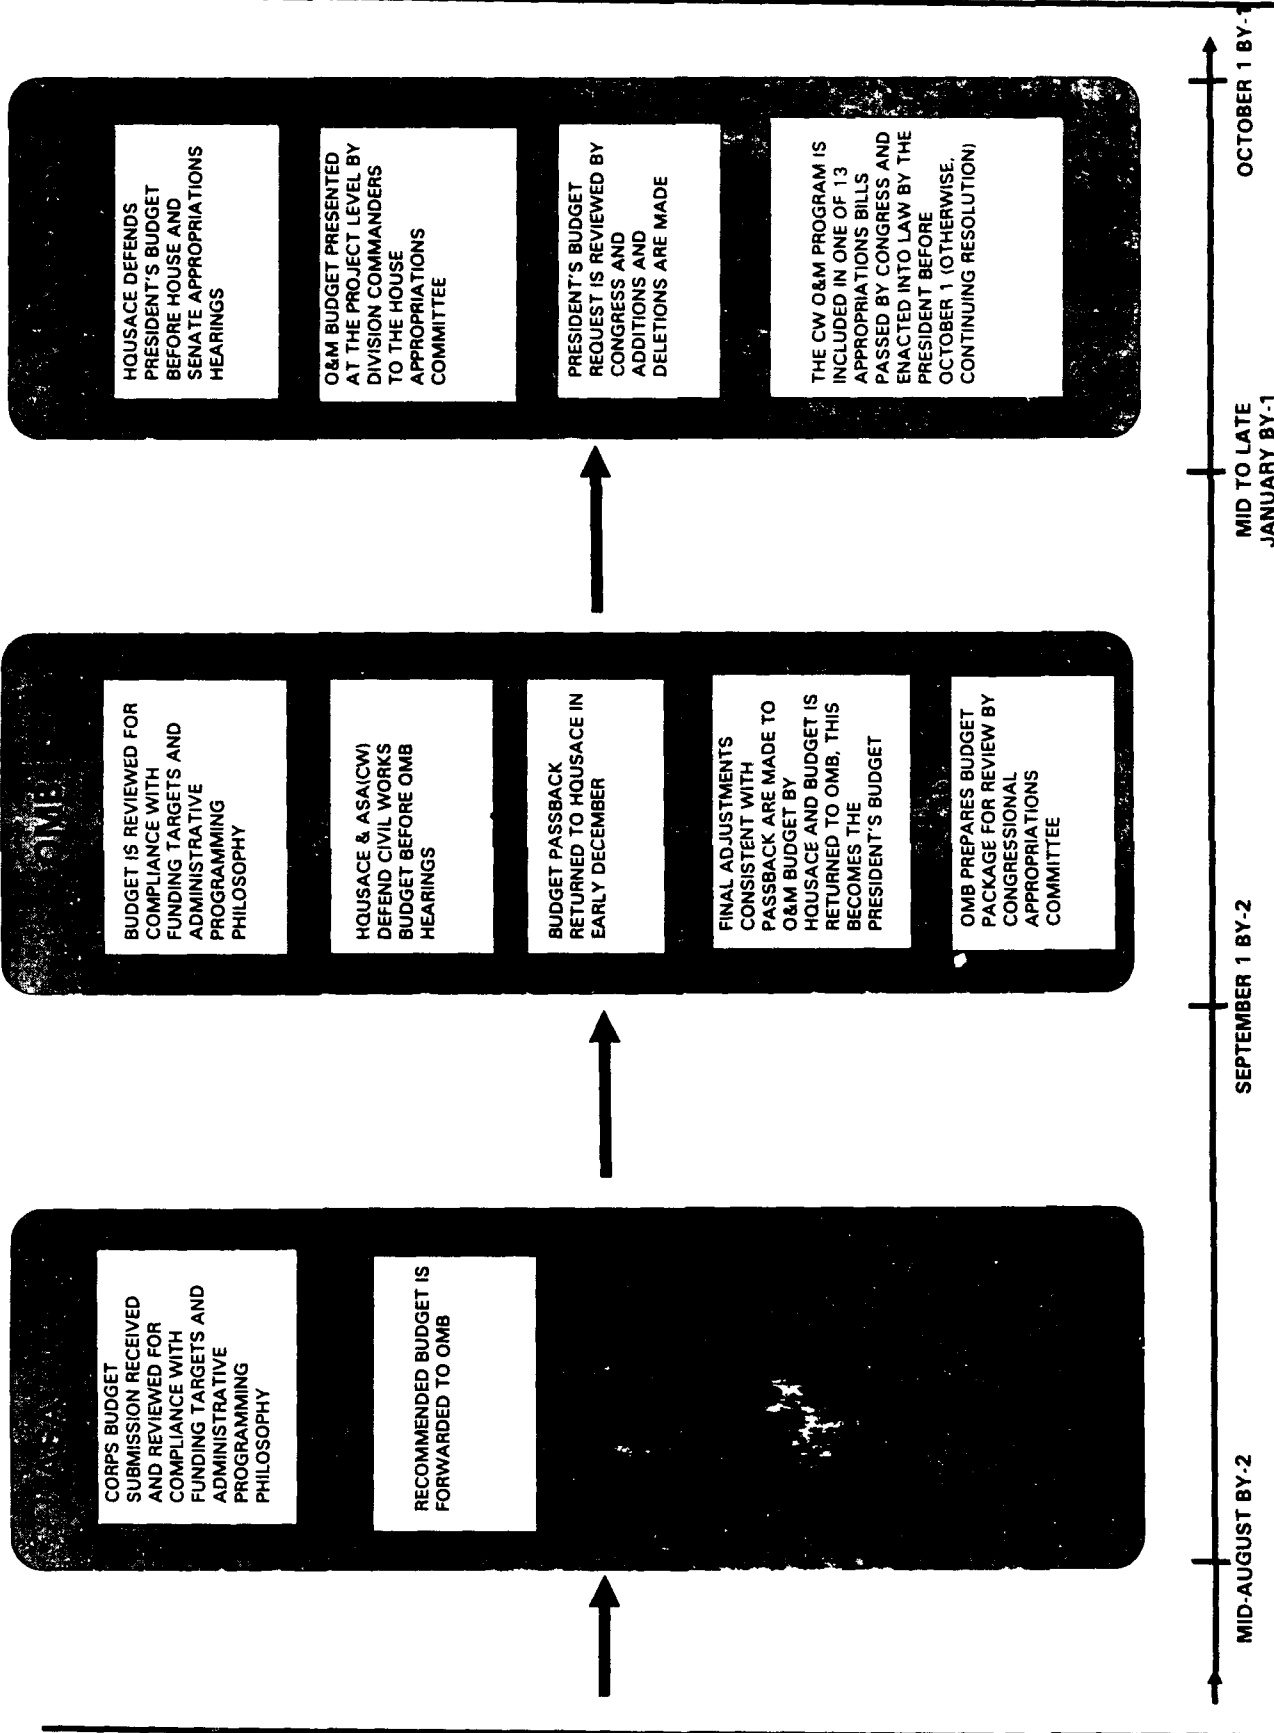 CORPS BUDGET
SUBMISSION RECEIVED
AND REVIEWED FOR
COMPLIANCE WITH
FUNDING TARGETS AND
ADMINISTRATIVE
PROGRAMMING
PHILOSOPHY
RECOMMENDED BUDGET IS
FORWARDED TO OMB
OMB
BUDGET IS REVIEWED FOR
COMPLIANCE WITH
FUNDING TARGETS AND
ADMINISTRATIVE
PROGRAMMING
PHILOSOPHY
HQUSACE & ASA(CW)
DEFEND CIVIL WORKS
BUDGET BEFORE OMB
HEARINGS
BUDGET PASSBACK
RETURNED TO HQUSACE IN
EARLY DECEMBER
FINAL ADJUSTMENTS
CONSISTENT WITH
PASSBACK ARE MADE TO
O&M BUDGET BY
HQUSACE AND BUDGET IS
RETURNED TO OMB, THIS
BECOMES THE
PRESIDENT'S BUDGET
OMB PREPARES BUDGET
PACKAGE FOR REVIEW BY
CONGRESSIONAL
APPROPRIATIONS
COMMITTEE
HQUSACE DEFENDS
PRESIDENT'S BUDGET
BEFORE HOUSE AND
SENATE APPROPRIATIONS
HEARINGS
O&M BUDGET PRESENTED
AT THE PROJECT LEVEL BY
DIVISION COMMANDERS
TO THE HOUSE
APPROPRIATIONS
COMMITTEE
PRESIDENT'S BUDGET
REQUEST IS REVIEWED BY
CONGRESS AND
ADDITIONS AND
DELETIONS ARE MADE
THE CW O&M PROGRAM IS
INCLUDED IN ONE OF 13
APPROPRIATIONS BILLS
PASSED BY CONGRESS AND
ENACTED INTO LAW BY THE
PRESIDENT BEFORE
OCTOBER 1 (OTHERWISE,
CONTINUING RESOLUTION)
MID-AUGUST BY-2
SEPTEMBER 1 BY-2
MID TO LATE
JANUARY BY-1
OCTOBER 1 BY-1